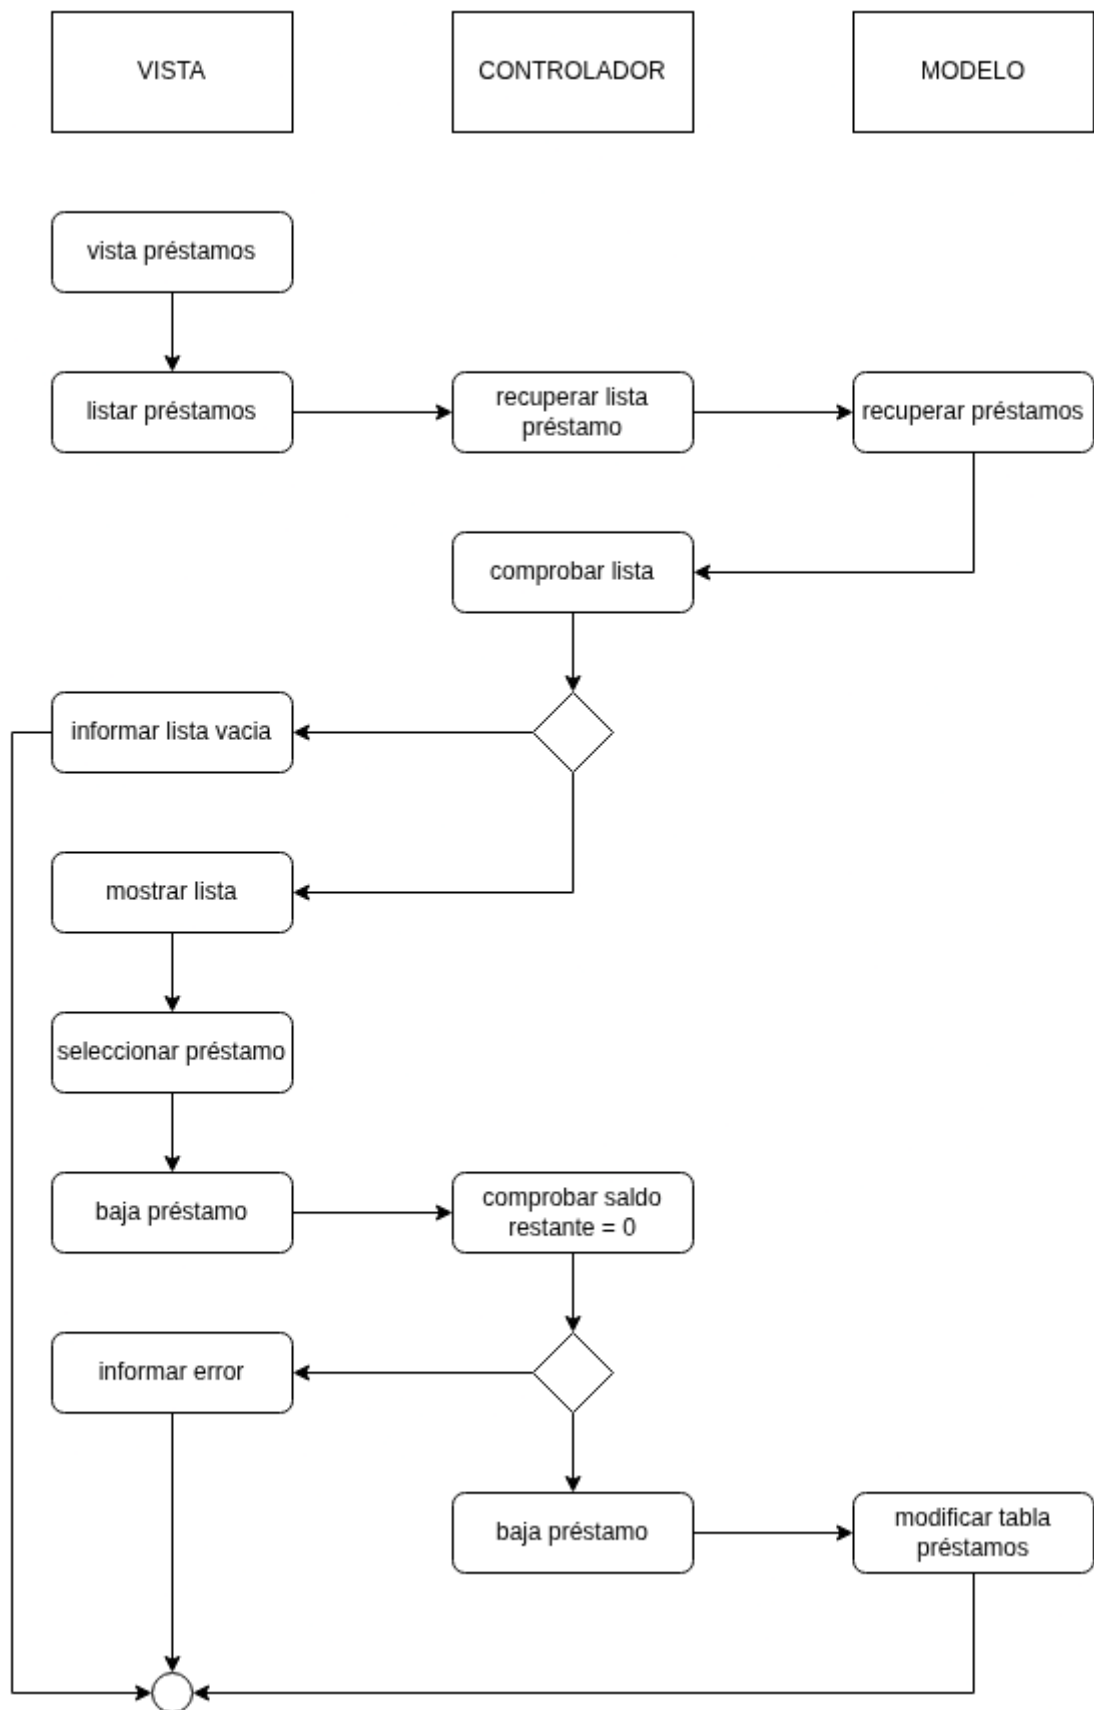 VISTA
CONTROLADOR
MODELO
vista préstamos
listar préstamos
recuperar lista
préstamo
recuperar préstamos
comprobar lista
informar lista vacia
mostrar lista
seleccionar préstamo
baja préstamo
comprobar saldo
restante = 0
informar error
baja préstamo
modificar tabla
préstamos